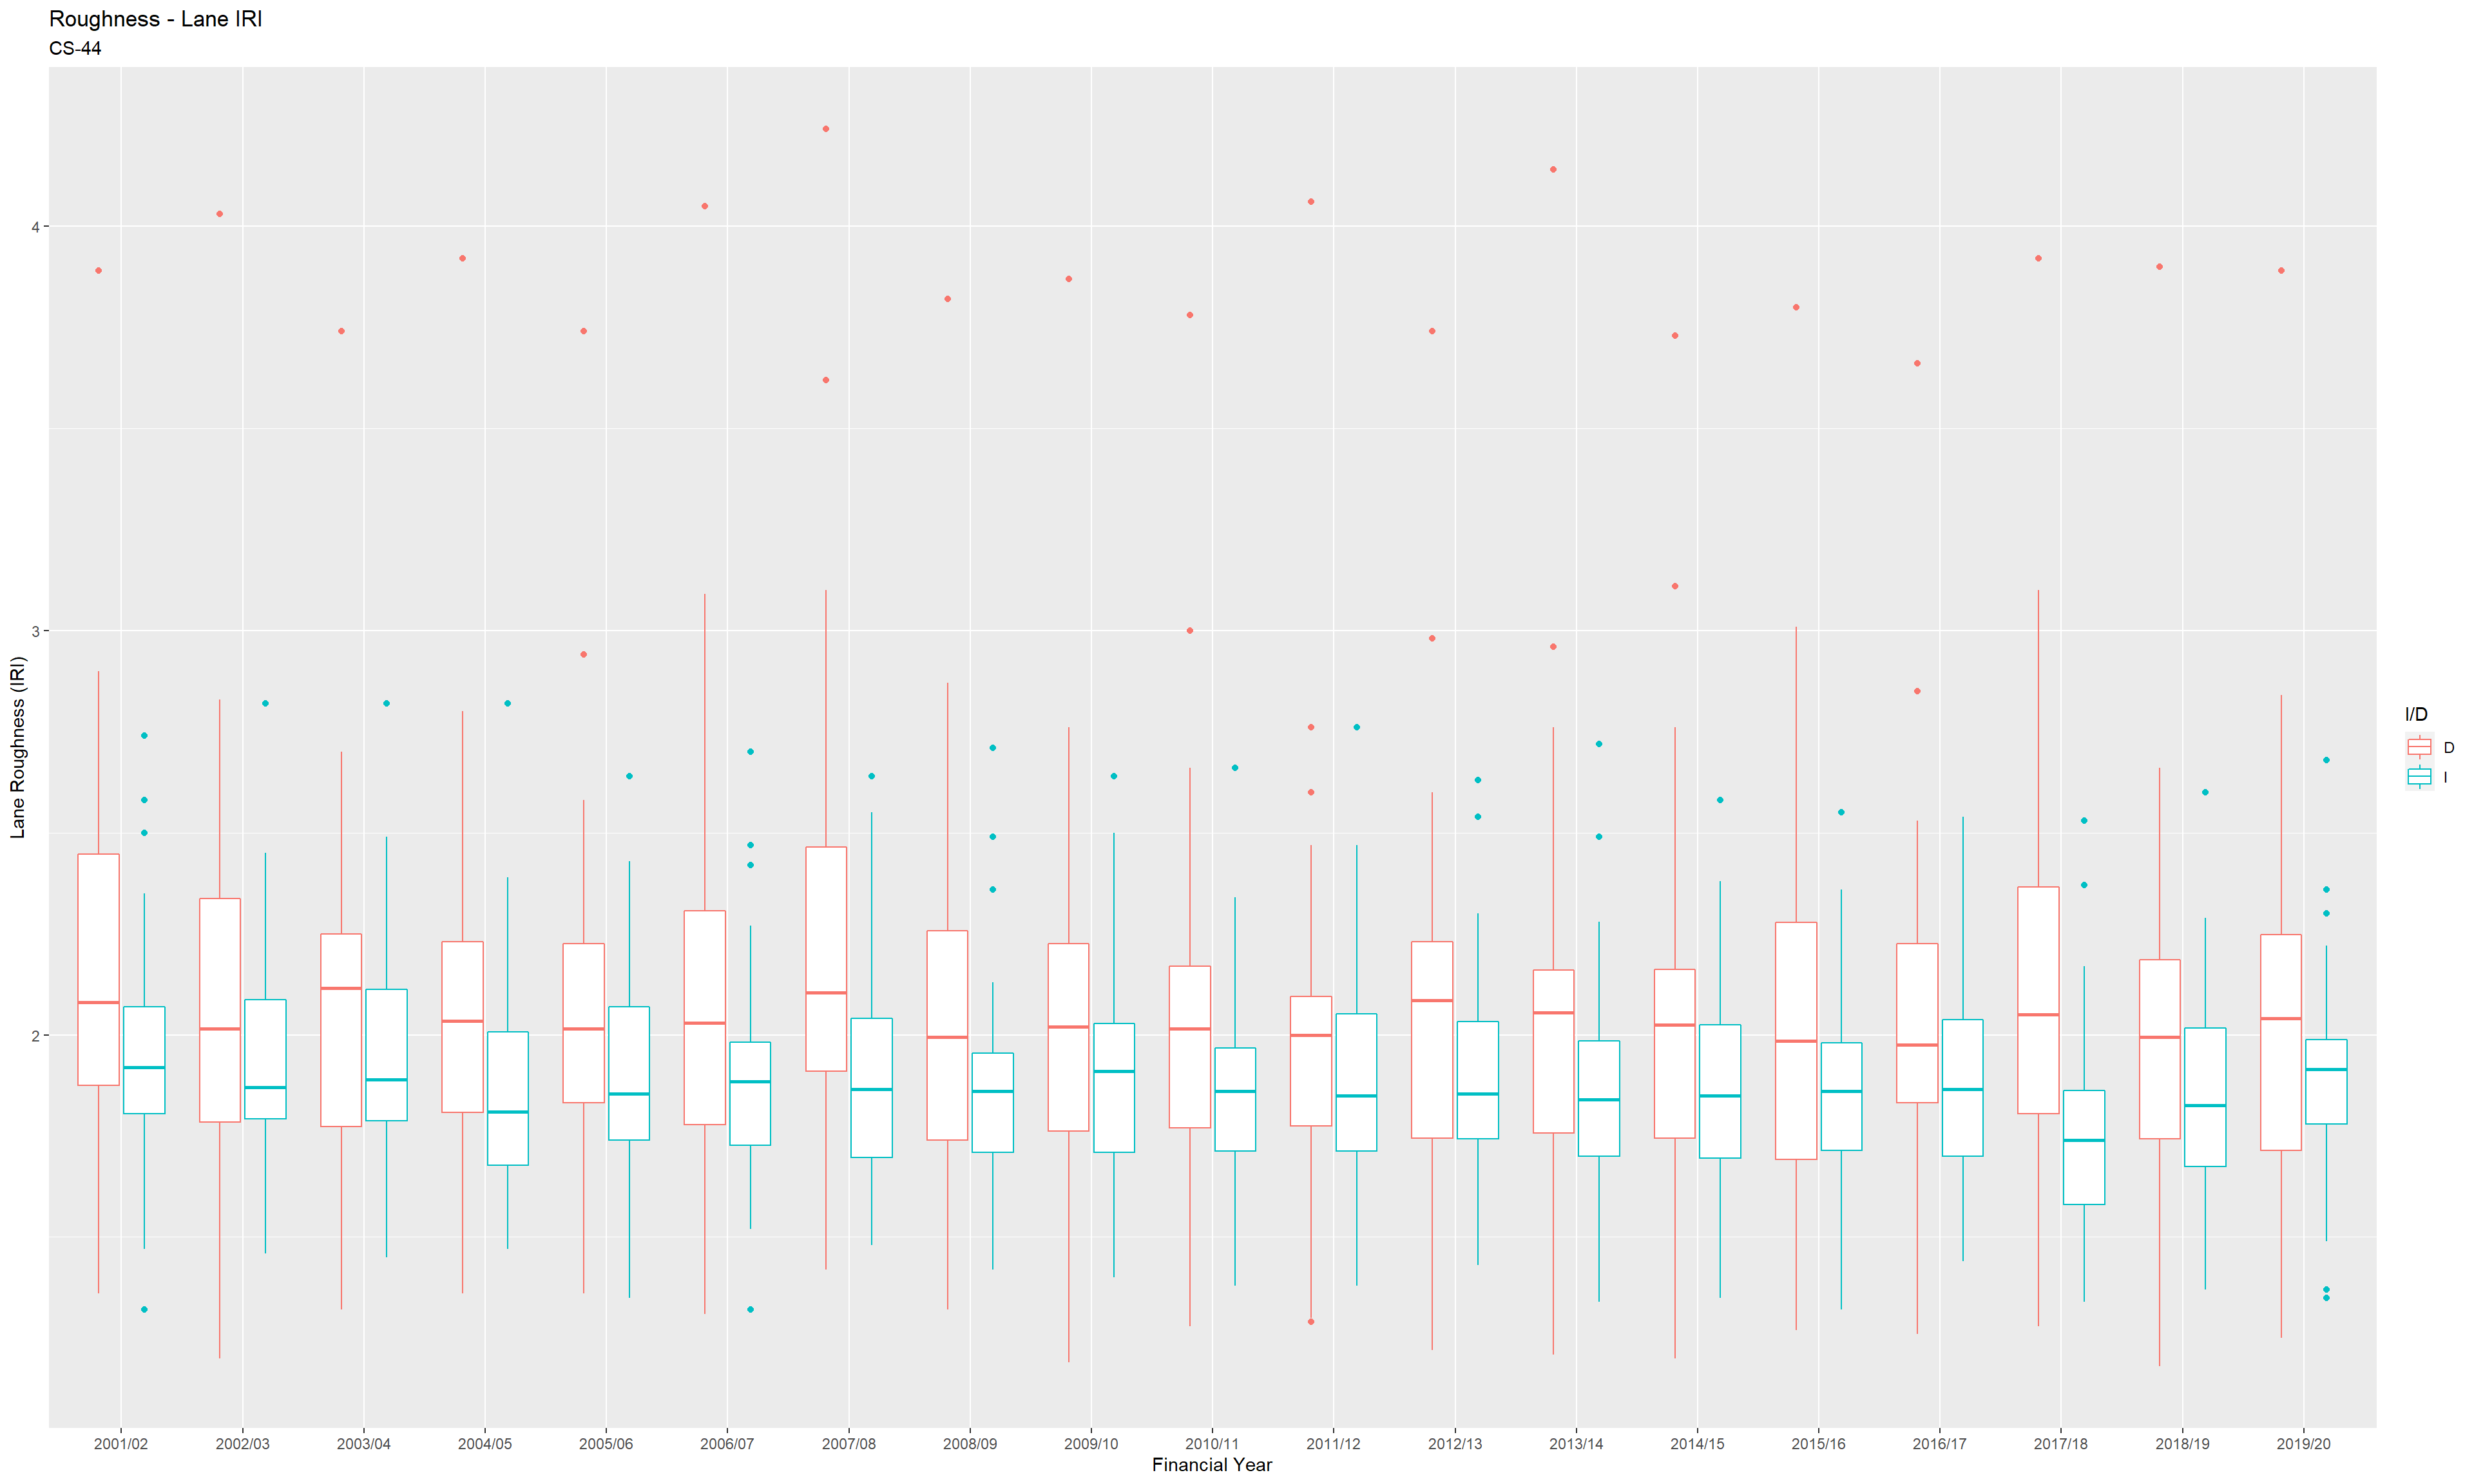 Roughness - Lane IRI
CS-44
Lane Roughness (IRI)
4
3
2
2001/02 2002/03 2003/04 2004/05 2005/06 2006/07 2007/08 2008/09 2009/10 2010/11 2011/12 2012/13 2013/14 2014/15 2015/16 2016/17 2017/18 2018/19 2019/20
Financial Year
I/D
D
I